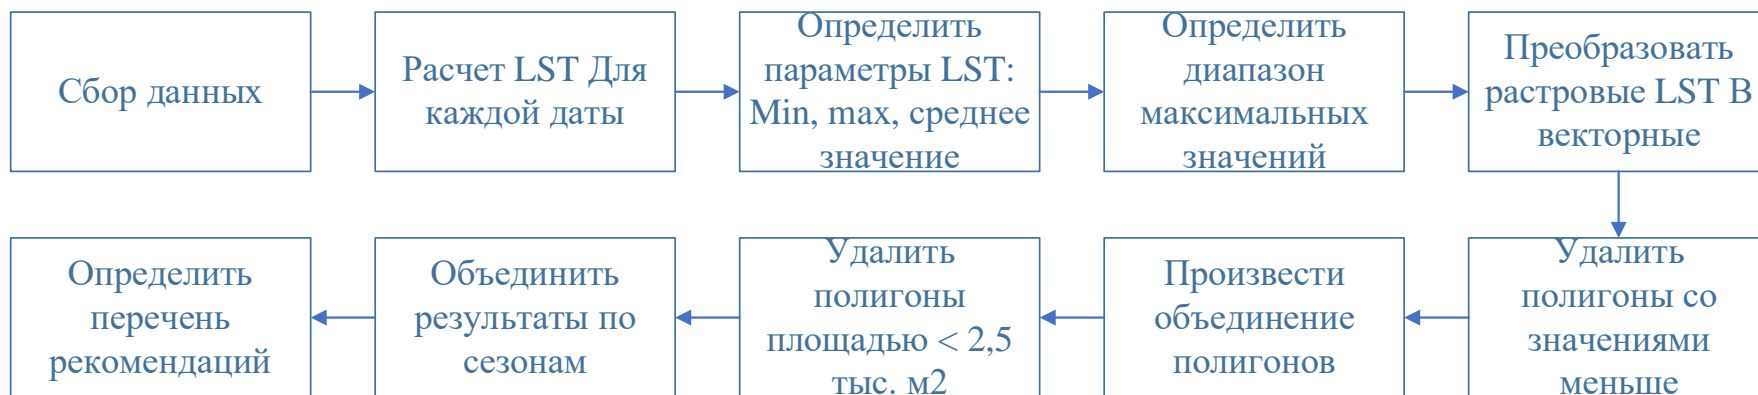 Сбор данных
Расчет LST Для
каждой даты
Определить
параметры LST:
Min, max, среднее
значение
Определить
диапазон
максимальных
значений
Преобразовать
растровые LST В
векторные
Удалить
полигоны со
значениями
меньше
Произвести
объединение
полигонов
Удалить
полигоны
площадью < 2,5
тыс. м2
Объединить
результаты по
сезонам
Определить
перечень
рекомендаций